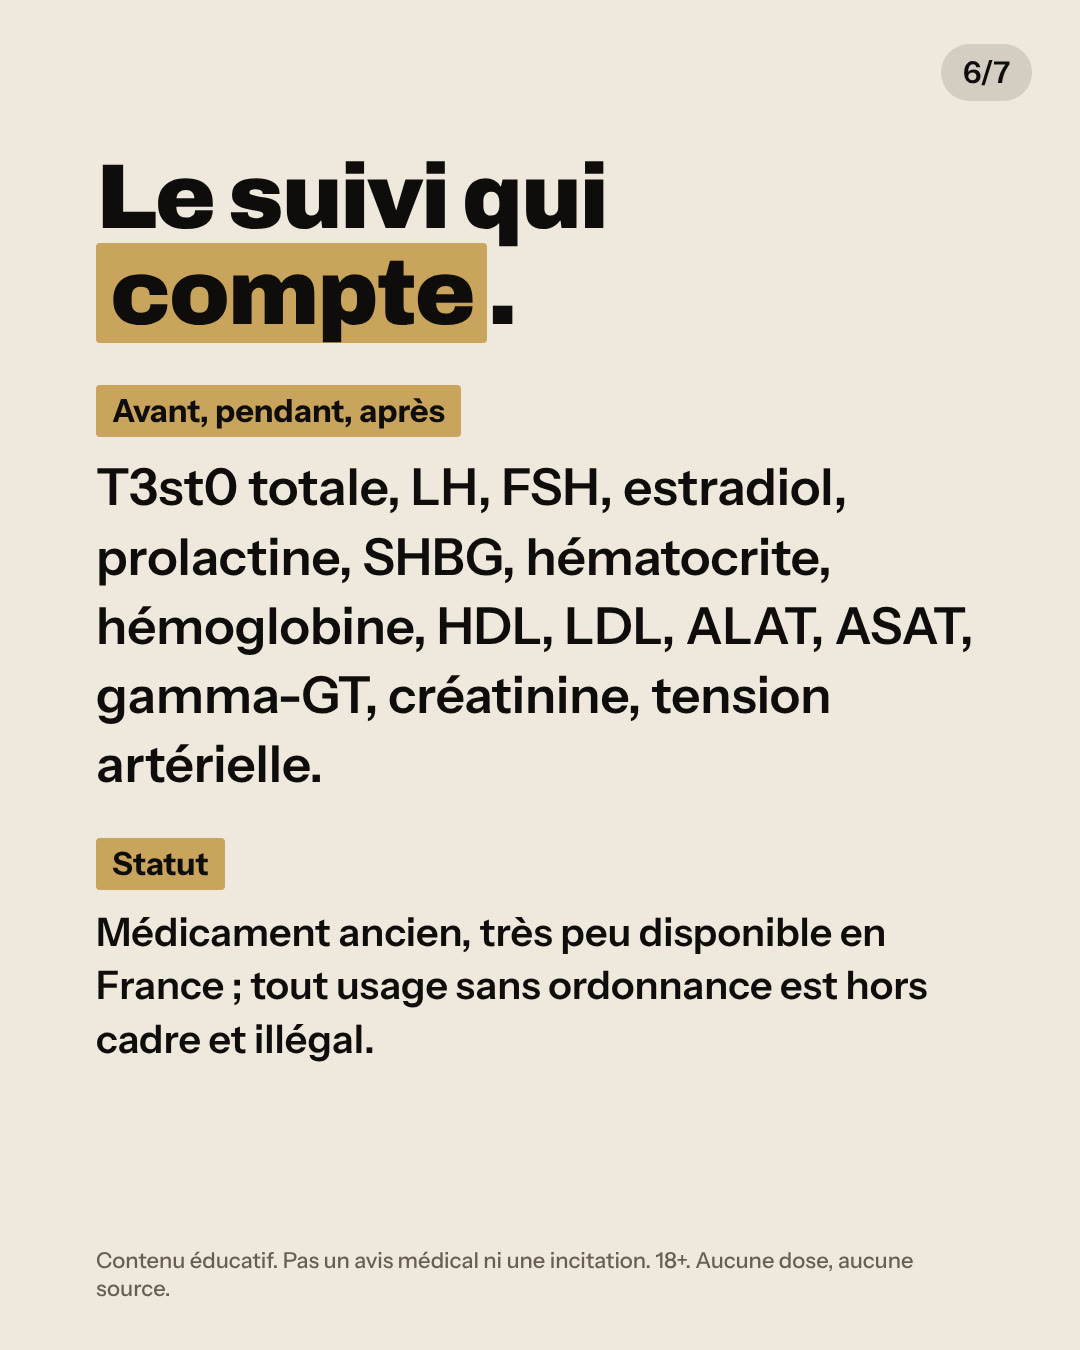 6/7
Le suivi qui
compte.
Avant, pendant, après
T3st0 totale, LH, FSH, estradiol,
prolactine, SHBG, hématocrite,
hémoglobine, HDL, LDL, ALAT, ASAT,
gamma-GT, créatinine, tension
artérielle.
Statut
Médicament ancien, très peu disponible en
France ; tout usage sans ordonnance est hors
cadre et illégal.
Contenu éducatif. Pas un avis médical ni une incitation. 18+. Aucune dose, aucune
source.